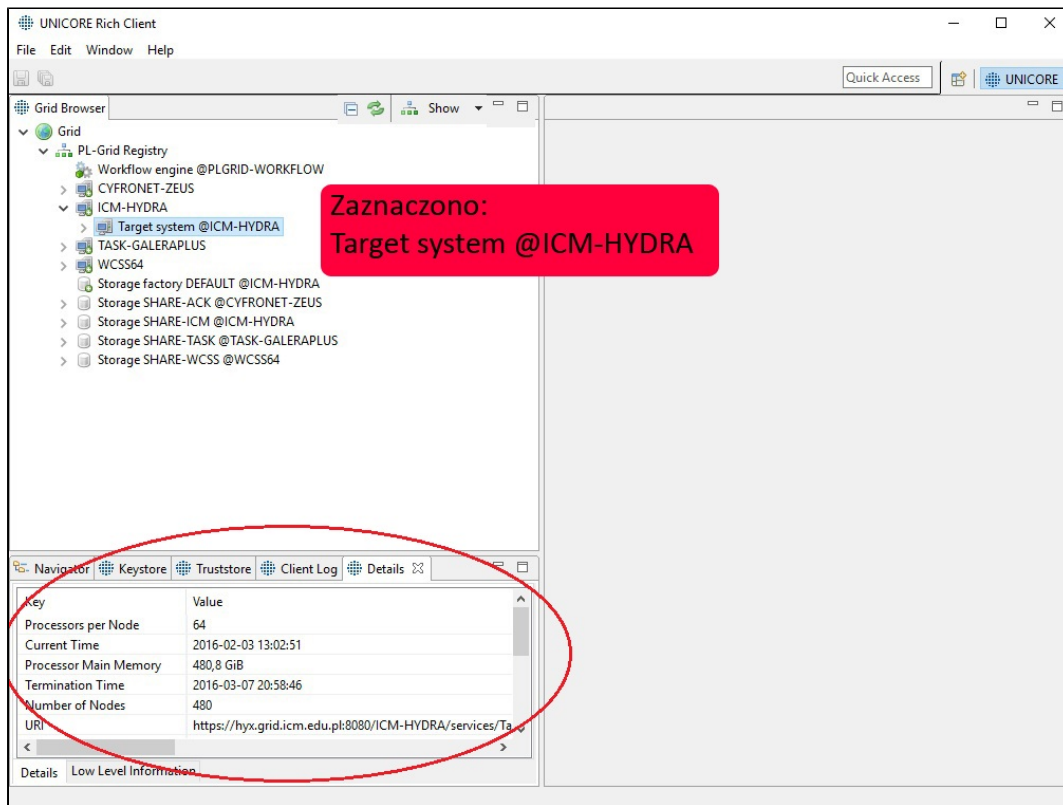 UNICORE Rich Client
File Edit Window Help
Quick Access
UNICORE
Grid Browser
Show
Grid
PL-Grid Registry
Workflow engine @PLGRID-WORKFLOW
CYFRONET-ZEUS
ICM-HYDRA
Target system @ICM-HYDRA
TASK-GALERAPLUS
WCSS64
Storage factory DEFAULT @ICM-HYDRA
Storage SHARE-ACK @CYFRONET-ZEUS
Storage SHARE-ICM @ICM-HYDRA
Storage SHARE-TASK @TASK-GALERAPLUS
Storage SHARE-WCSS @WCSS64
Zaznaczono:
Target system @ICM-HYDRA
Navigator Keystore Truststore Client Log Details
Key Value
Processors per Node 64
Current Time 2016-02-03 13:02:51
Processor Main Memory 480,8 GiB
Termination Time 2016-03-07 20:58:46
Number of Nodes 480
URI https://hyx.grid.icm.edu.pl:8080/ICM-HYDRA/services/Ta
Details Low Level Information